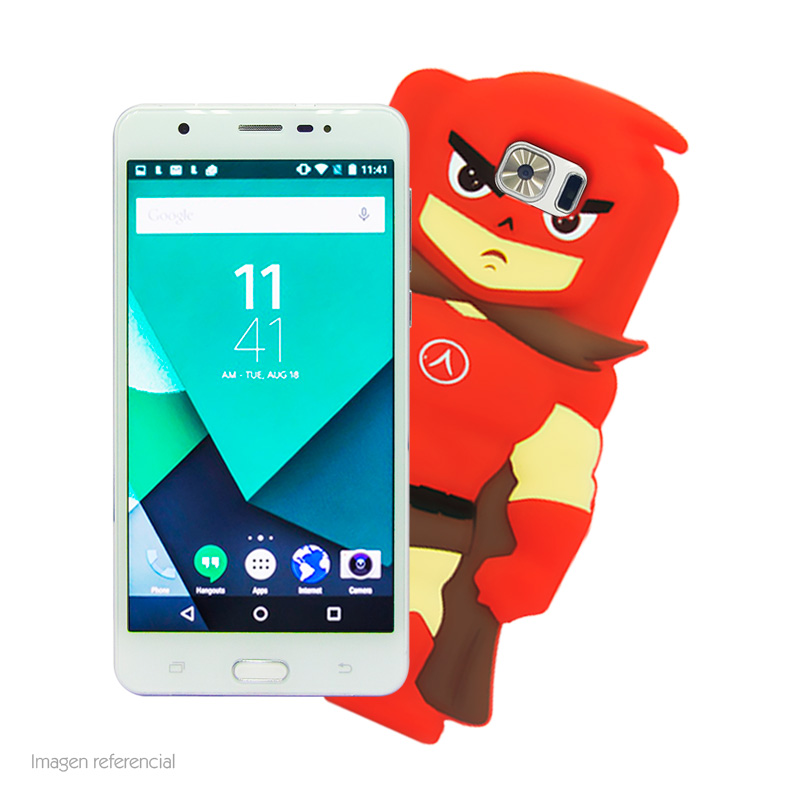 11:41
Google
11
41
AM - TUE, AUG 18
Phone
Hangouts
Apps
Internet
Camera
Imagen referencial